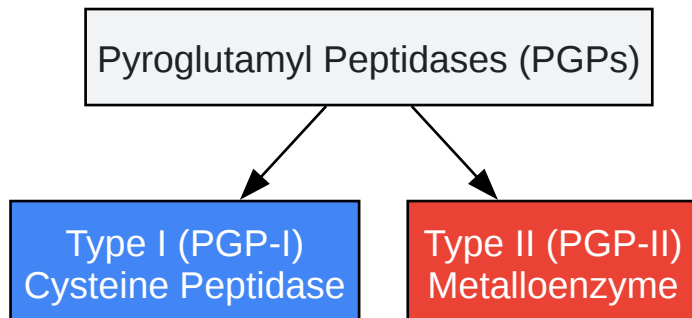 Pyroglutamyl Peptidases (PGPs)
Type I (PGP-I)
Cysteine Peptidase
Type II (PGP-II)
Metalloenzyme